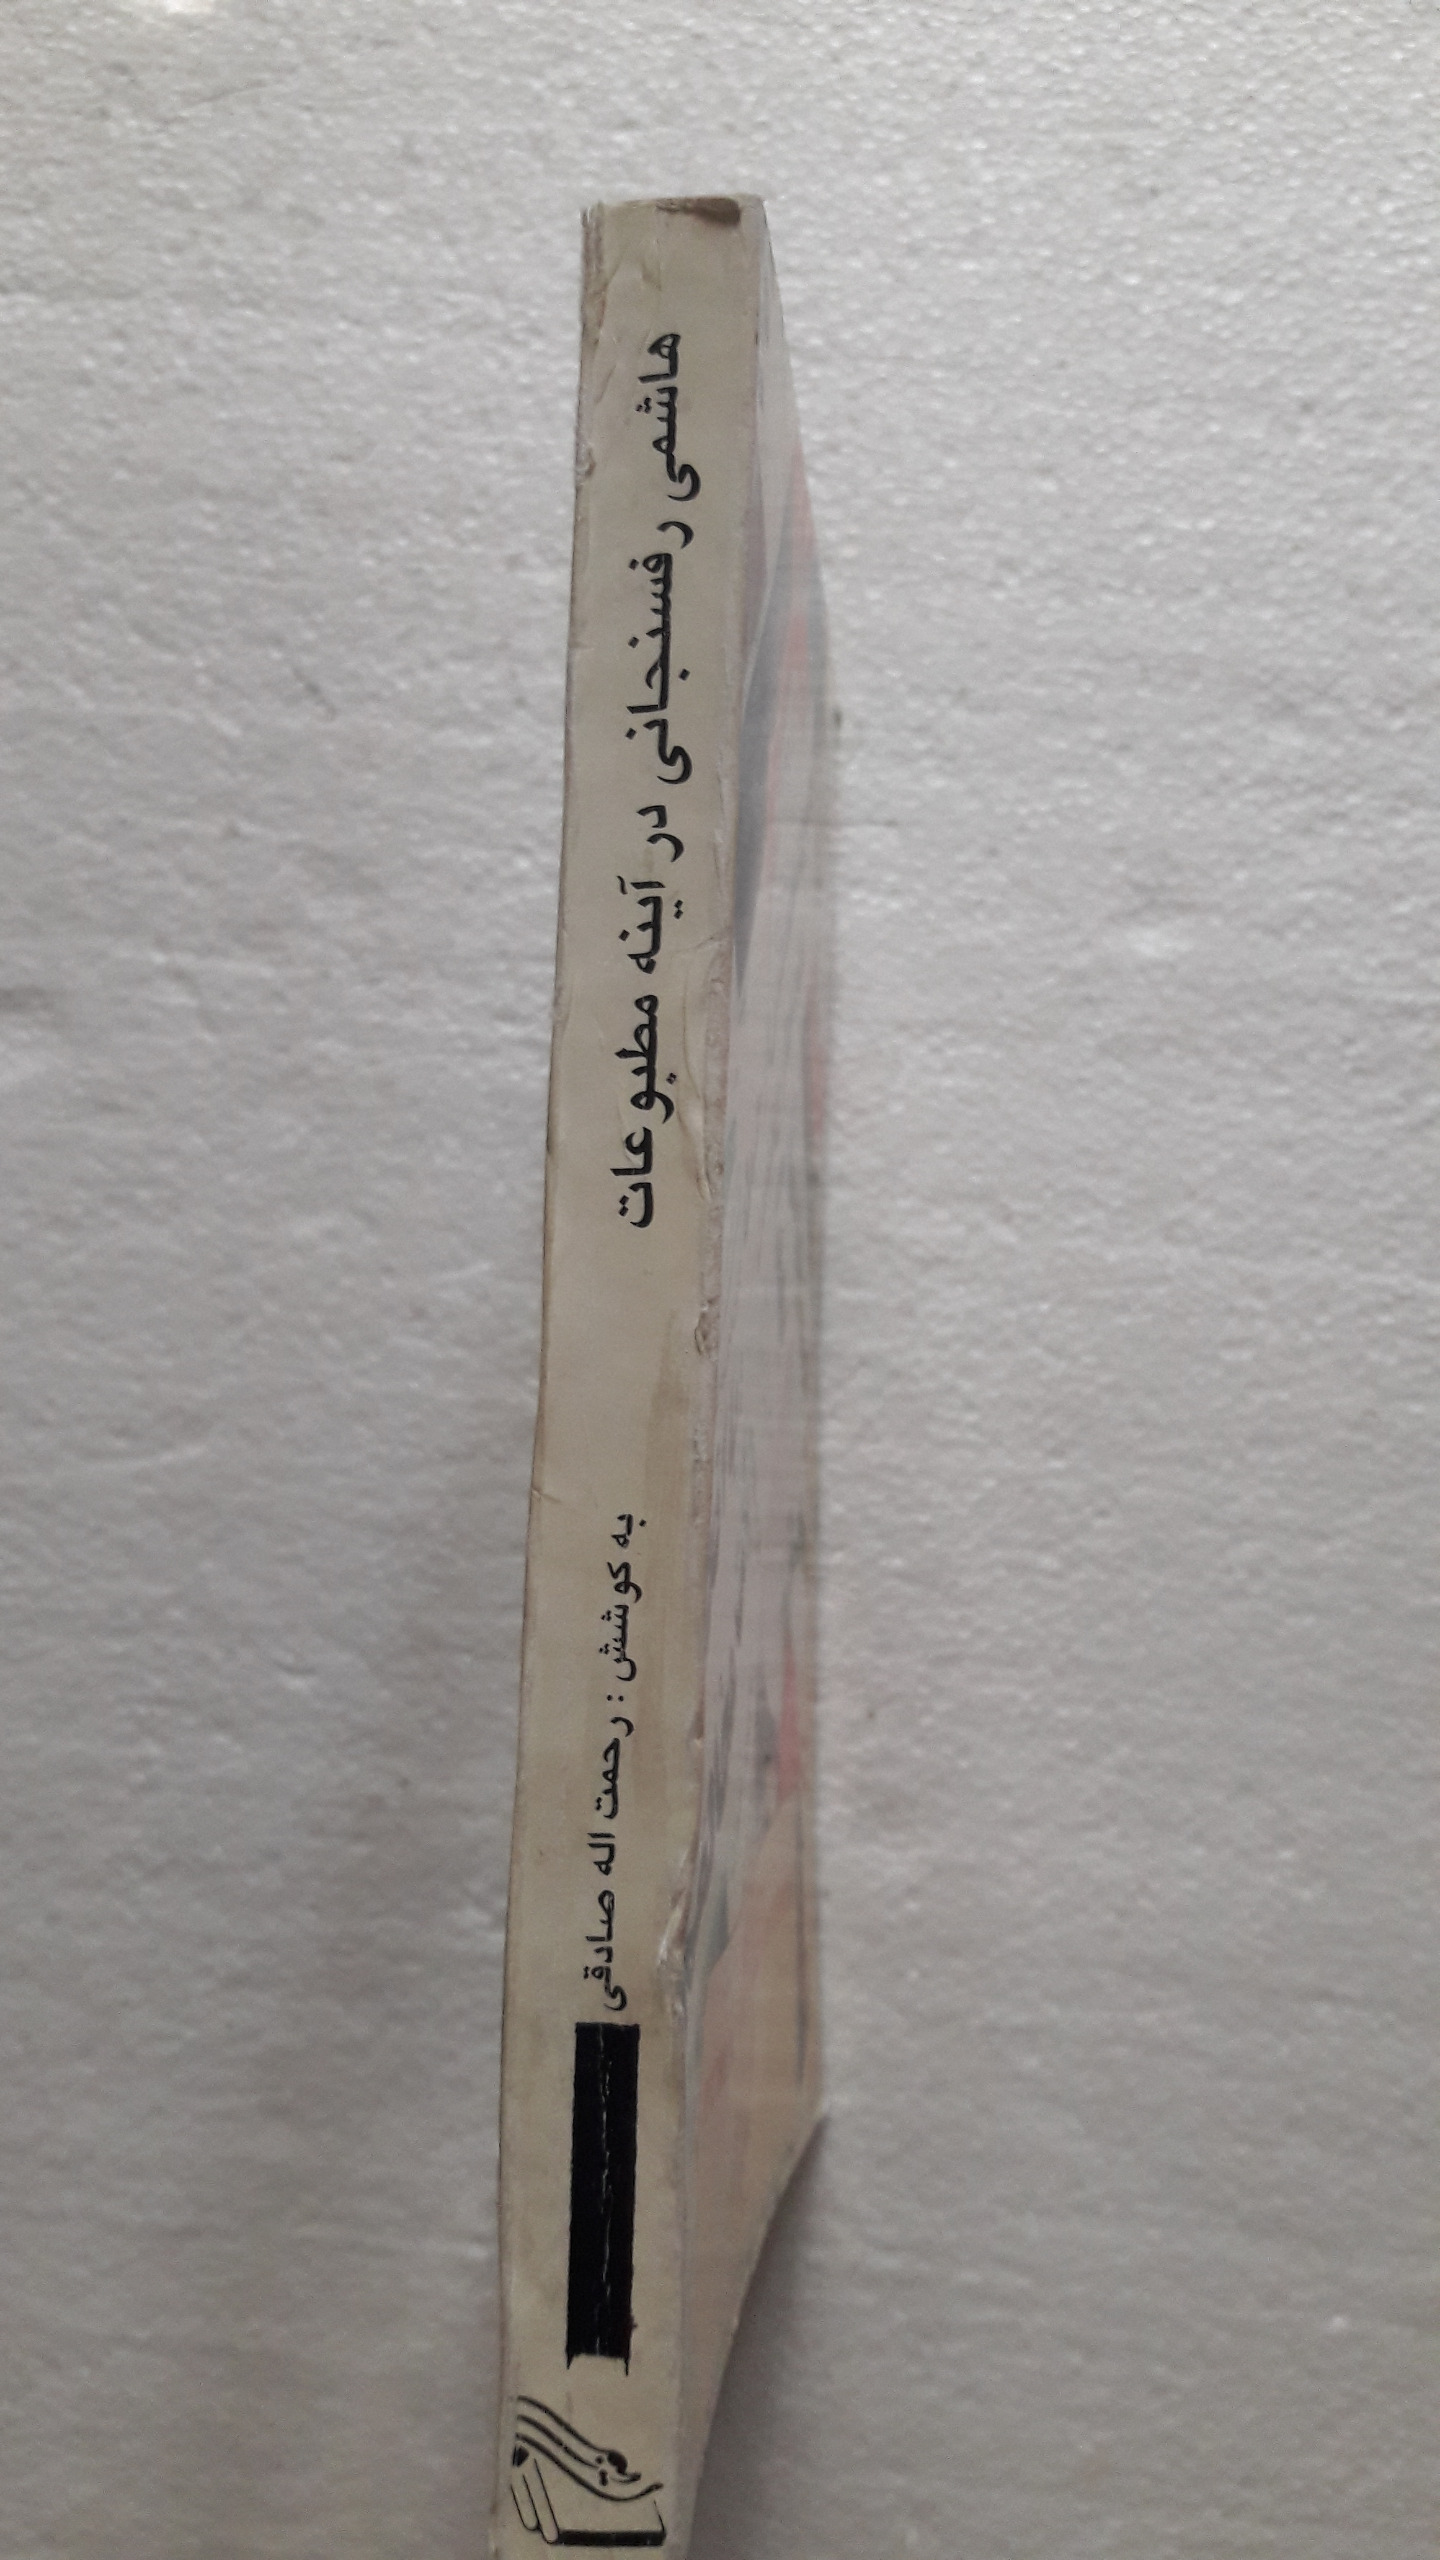 هاشمی رفسنجانی در آینه مطبوعات
به کوشش : رحمت اله صادقی